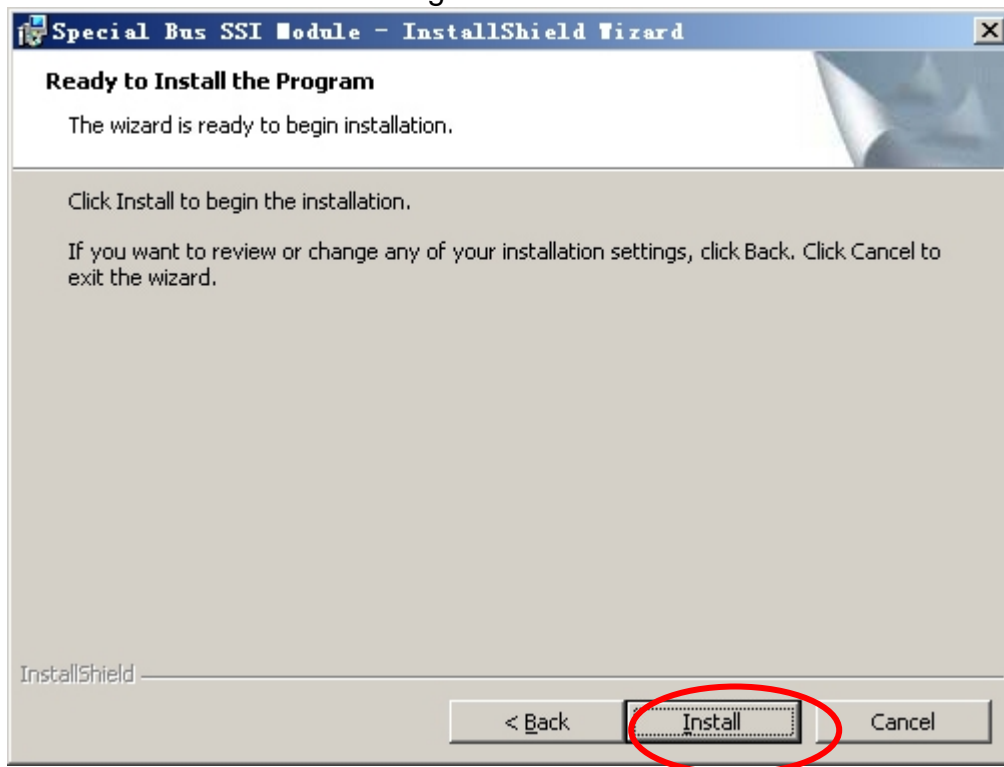 Special Bus SSI Module - InstallShield Wizard
Ready to Install the Program
The wizard is ready to begin installation.
Click Install to begin the installation.
If you want to review or change any of your installation settings, click Back. Click Cancel to
exit the wizard.
InstallShield
< Back
Install
Cancel